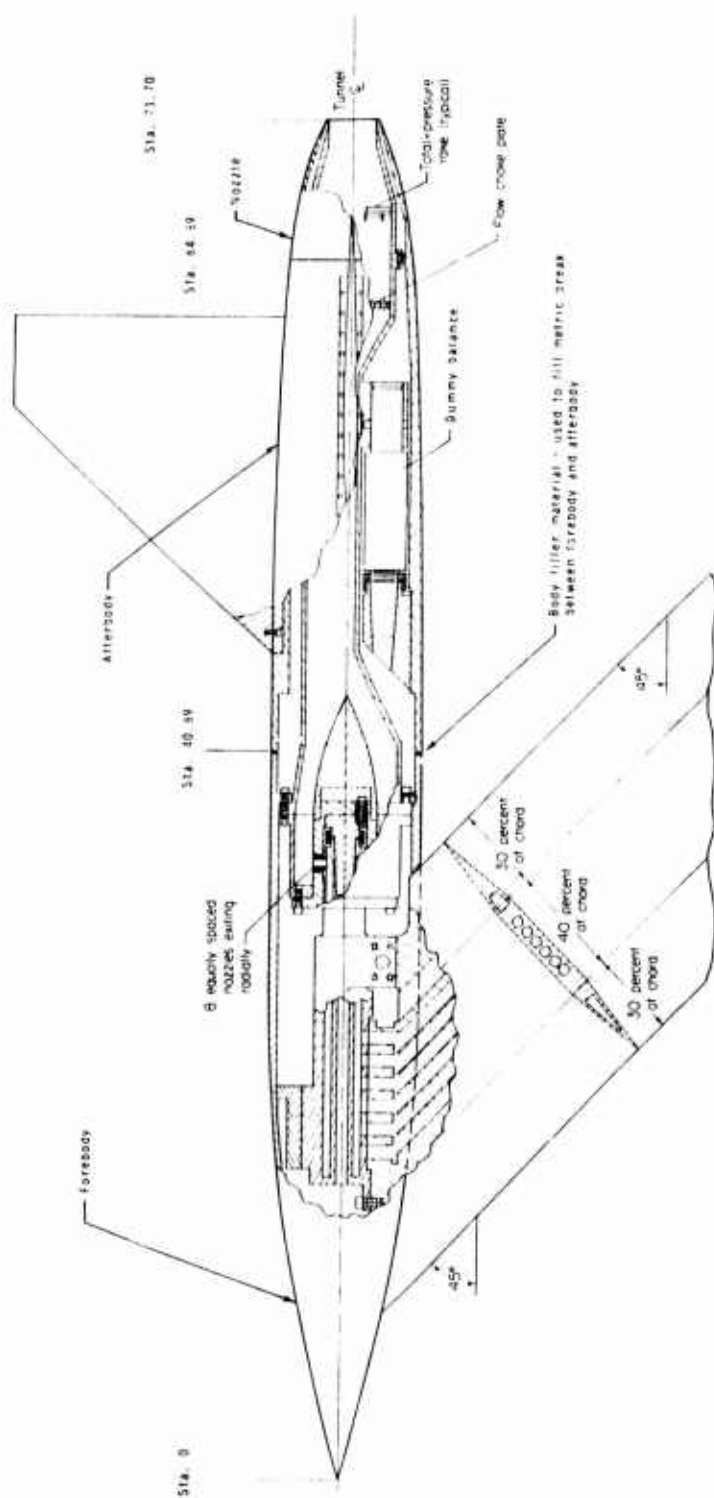 Sta. 0
Forebody
8 equally spaced
nozzles exiting
radially
Sta. 40.89
Afterbody
Sta. 64.69
Nozzle
Sta. 71.70
Tunnel
℄
Total-pressure
rake (typical)
Flow choke plate
Dummy balance
Body filler material - used to fill metric break
between forebody and afterbody
45°
30 percent
of chord
40 percent
of chord
30 percent
of chord
45°